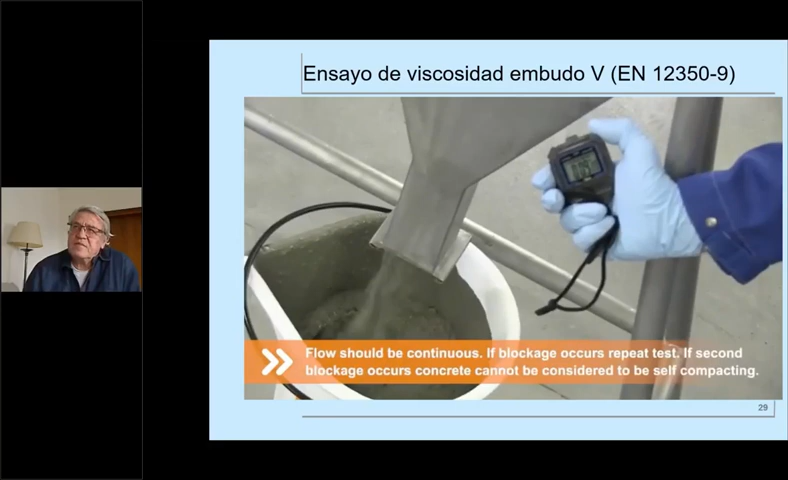 Ensayo de viscosidad embudo V (EN 12350-9)
Flow should be continuous. If blockage occurs repeat test. If second
blockage occurs concrete cannot be considered to be self compacting.
29